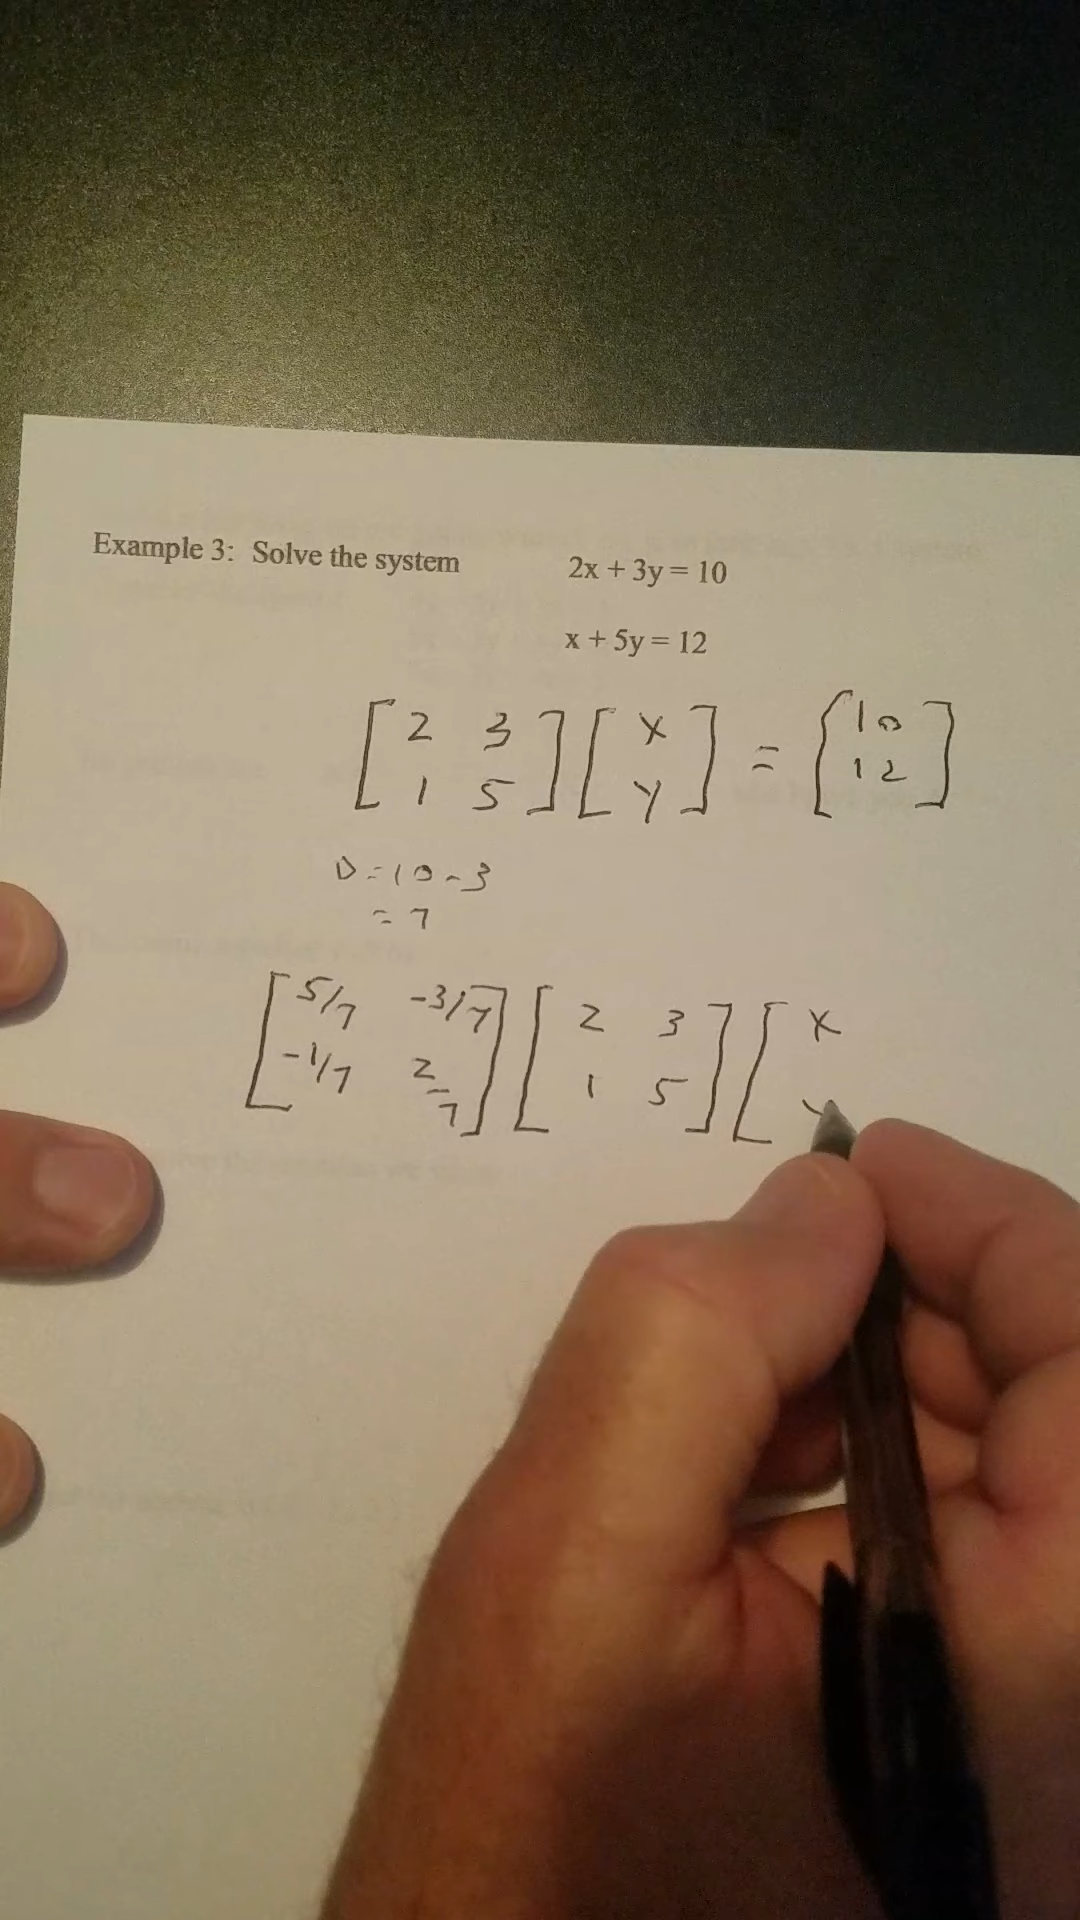 Example 3: Solve the system 2x + 3y = 10
x + 5y = 12
[2 3] [x] = [10]
[1 5] [y] [12]
D = 10 - 3
= 7
[5/7 -3/7] [2 3] [x
[-1/7 2/7] [1 5] [y